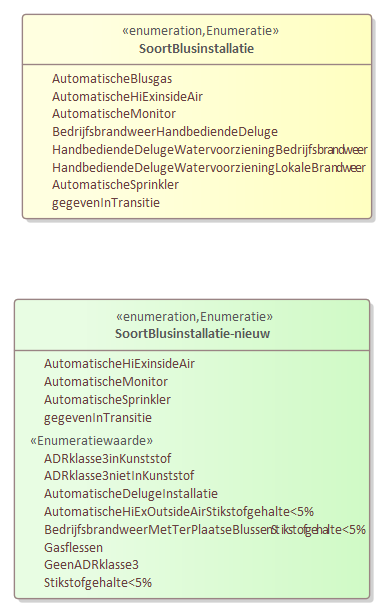 «enumeration,Enumeratie»
SoortBlusinstallatie
AutomatischeBlusgas
AutomatischeHiExinsideAir
AutomatischeMonitor
BedrijfsbrandweerHandbediendeDeluge
HandbediendeDelugeWatervoorzieningBedrijfsbrandweer
HandbediendeDelugeWatervoorzieningLokaleBrandweer
AutomatischeSprinkler
gegevenInTransitie
«enumeration,Enumeratie»
SoortBlusinstallatie-nieuw
AutomatischeHiExinsideAir
AutomatischeMonitor
AutomatischeSprinkler
gegevenInTransitie
«Enumeratiewaarde»
ADRklasse3inKunststof
ADRklasse3nietInKunststof
AutomatischeDelugeInstallatie
AutomatischeHiExOutsideAirStikstofgehalte<5%
BedrijfsbrandweerMetTerPlaatseBlussenStikstofgehalte<5%
Gasflessen
GeenADRklasse3
Stikstofgehalte<5%